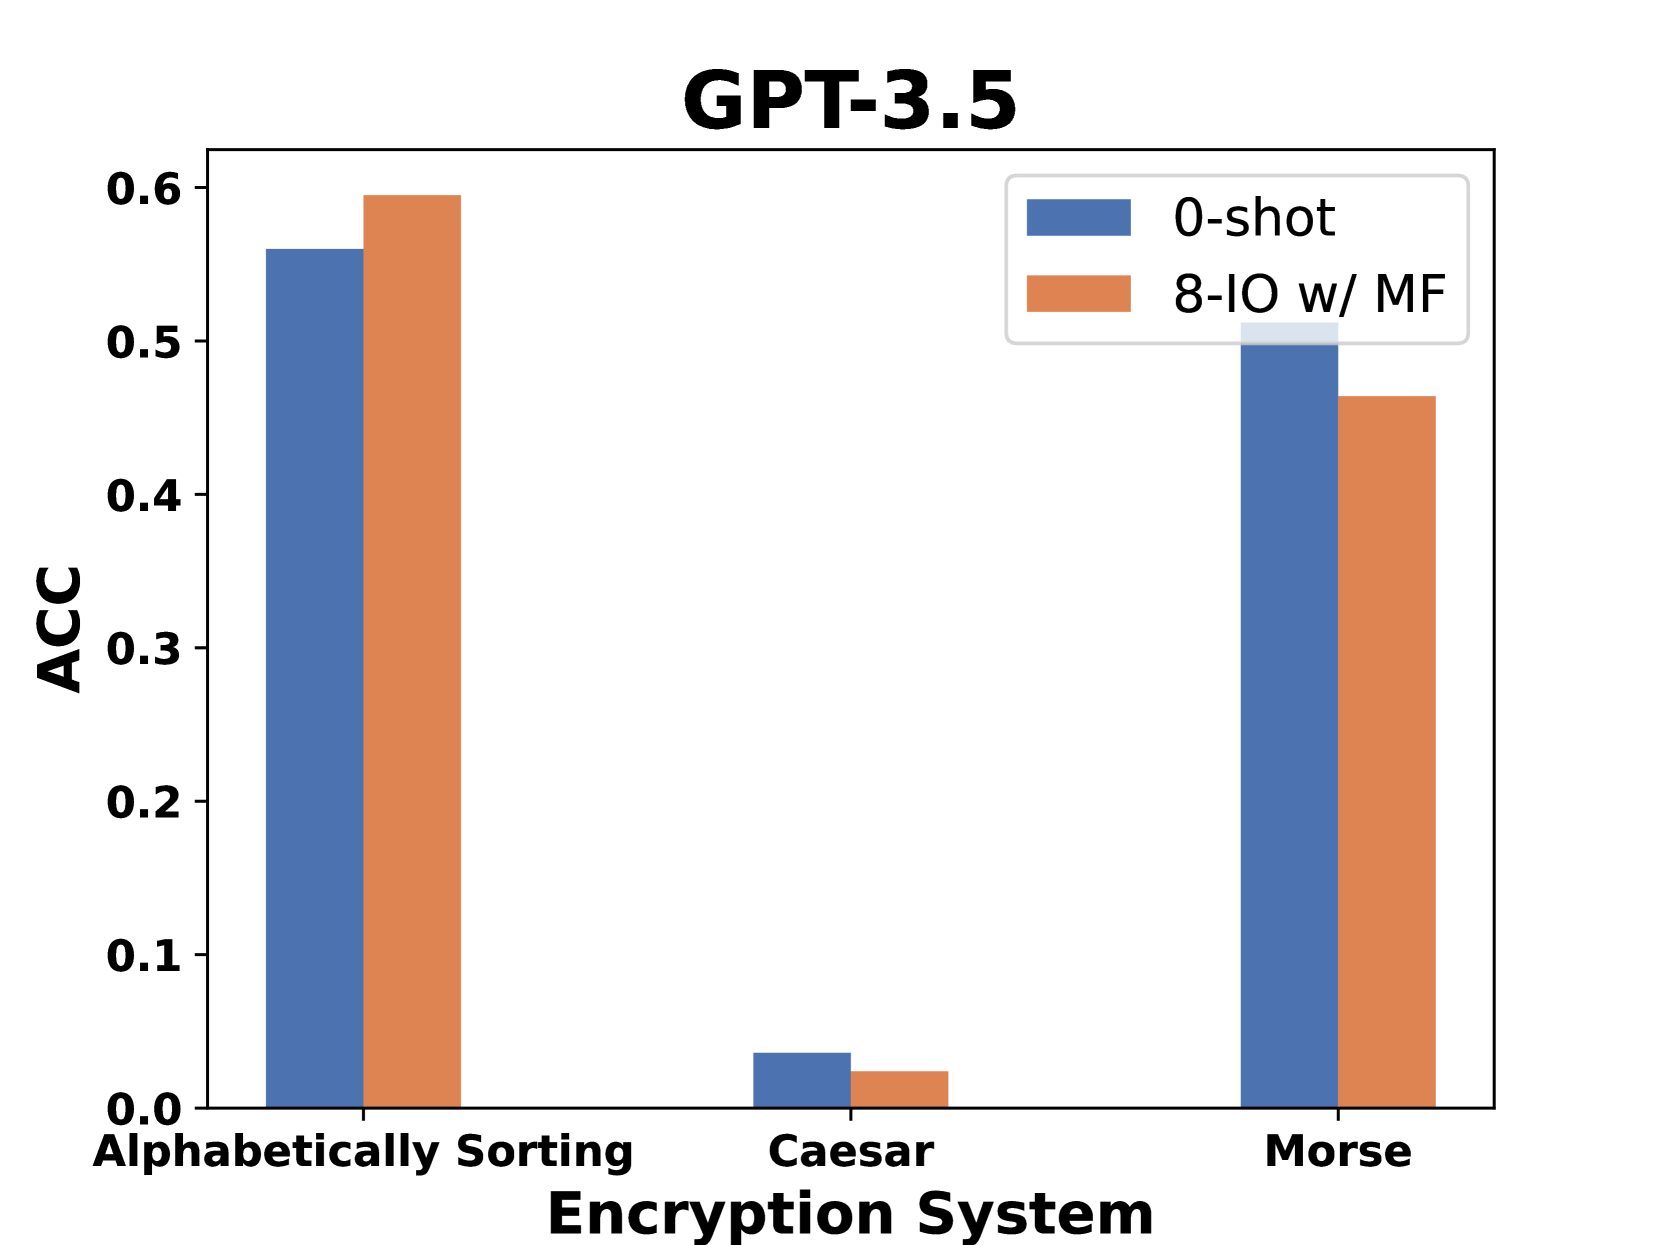 GPT-3.5
0-shot
8-IO w/ MF
0.6
0.5
0.4
0.3
0.2
0.1
0.0
ACC
Alphabetically Sorting
Caesar
Morse
Encryption System